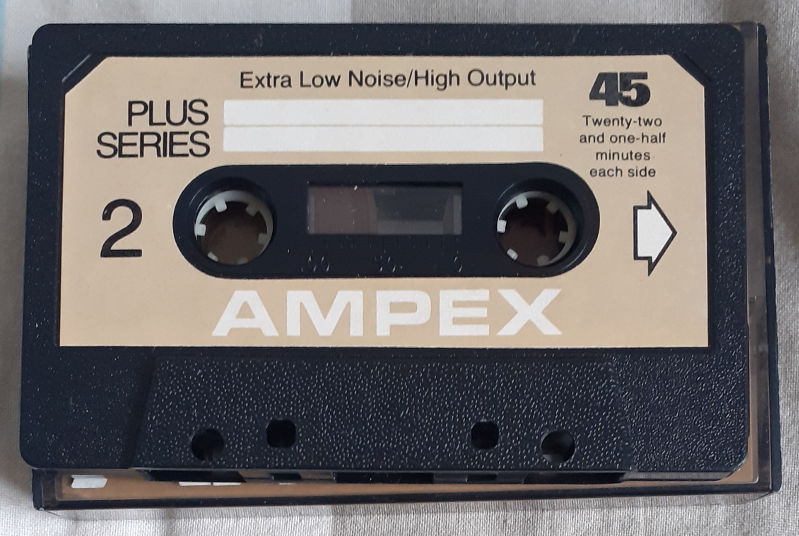 Extra Low Noise/High Output
PLUS
SERIES
45
Twenty-two
and one-half
minutes
each side
2
AMPEX